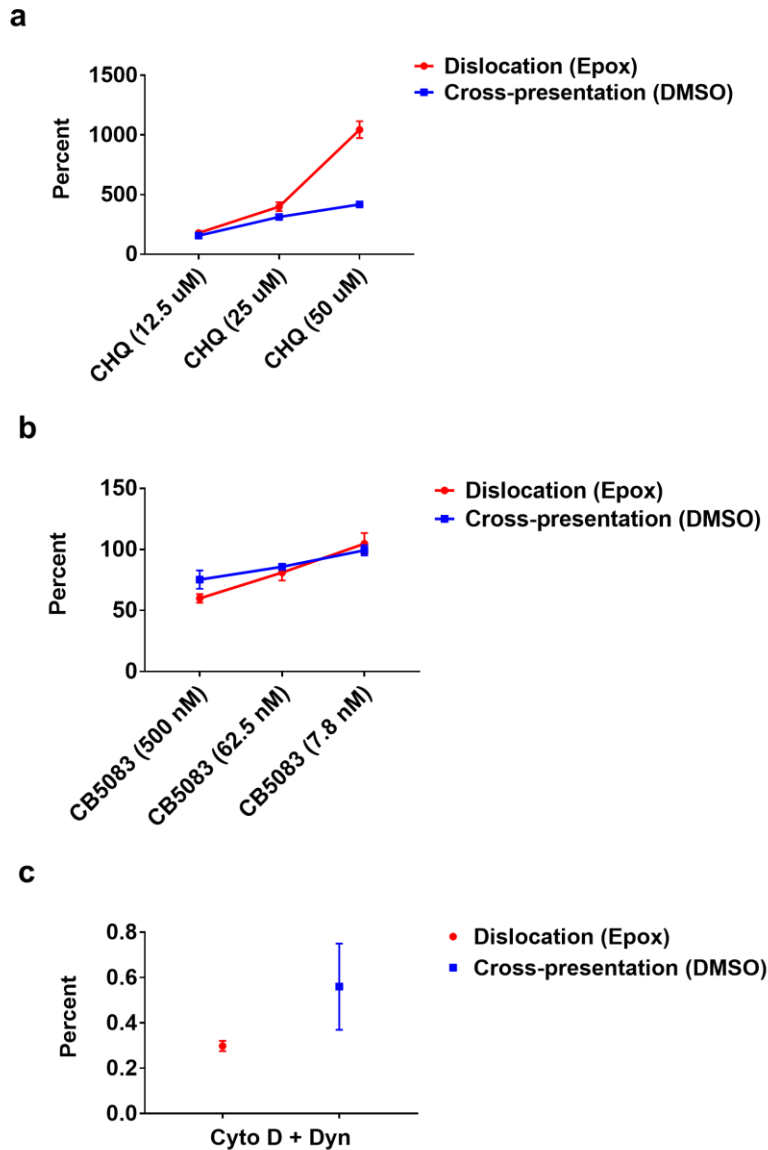 a
Dislocation (Epox)
Cross-presentation (DMSO)
Percent
1500
1000
500
0
CHQ (12.5 uM)
CHQ (25 uM)
CHQ (50 uM)
b
Dislocation (Epox)
Cross-presentation (DMSO)
Percent
150
100
50
0
CB5083 (500 nM)
CB5083 (62.5 nM)
CB5083 (7.8 nM)
c
Dislocation (Epox)
Cross-presentation (DMSO)
Percent
0.8
0.6
0.4
0.2
0.0
Cyto D + Dyn